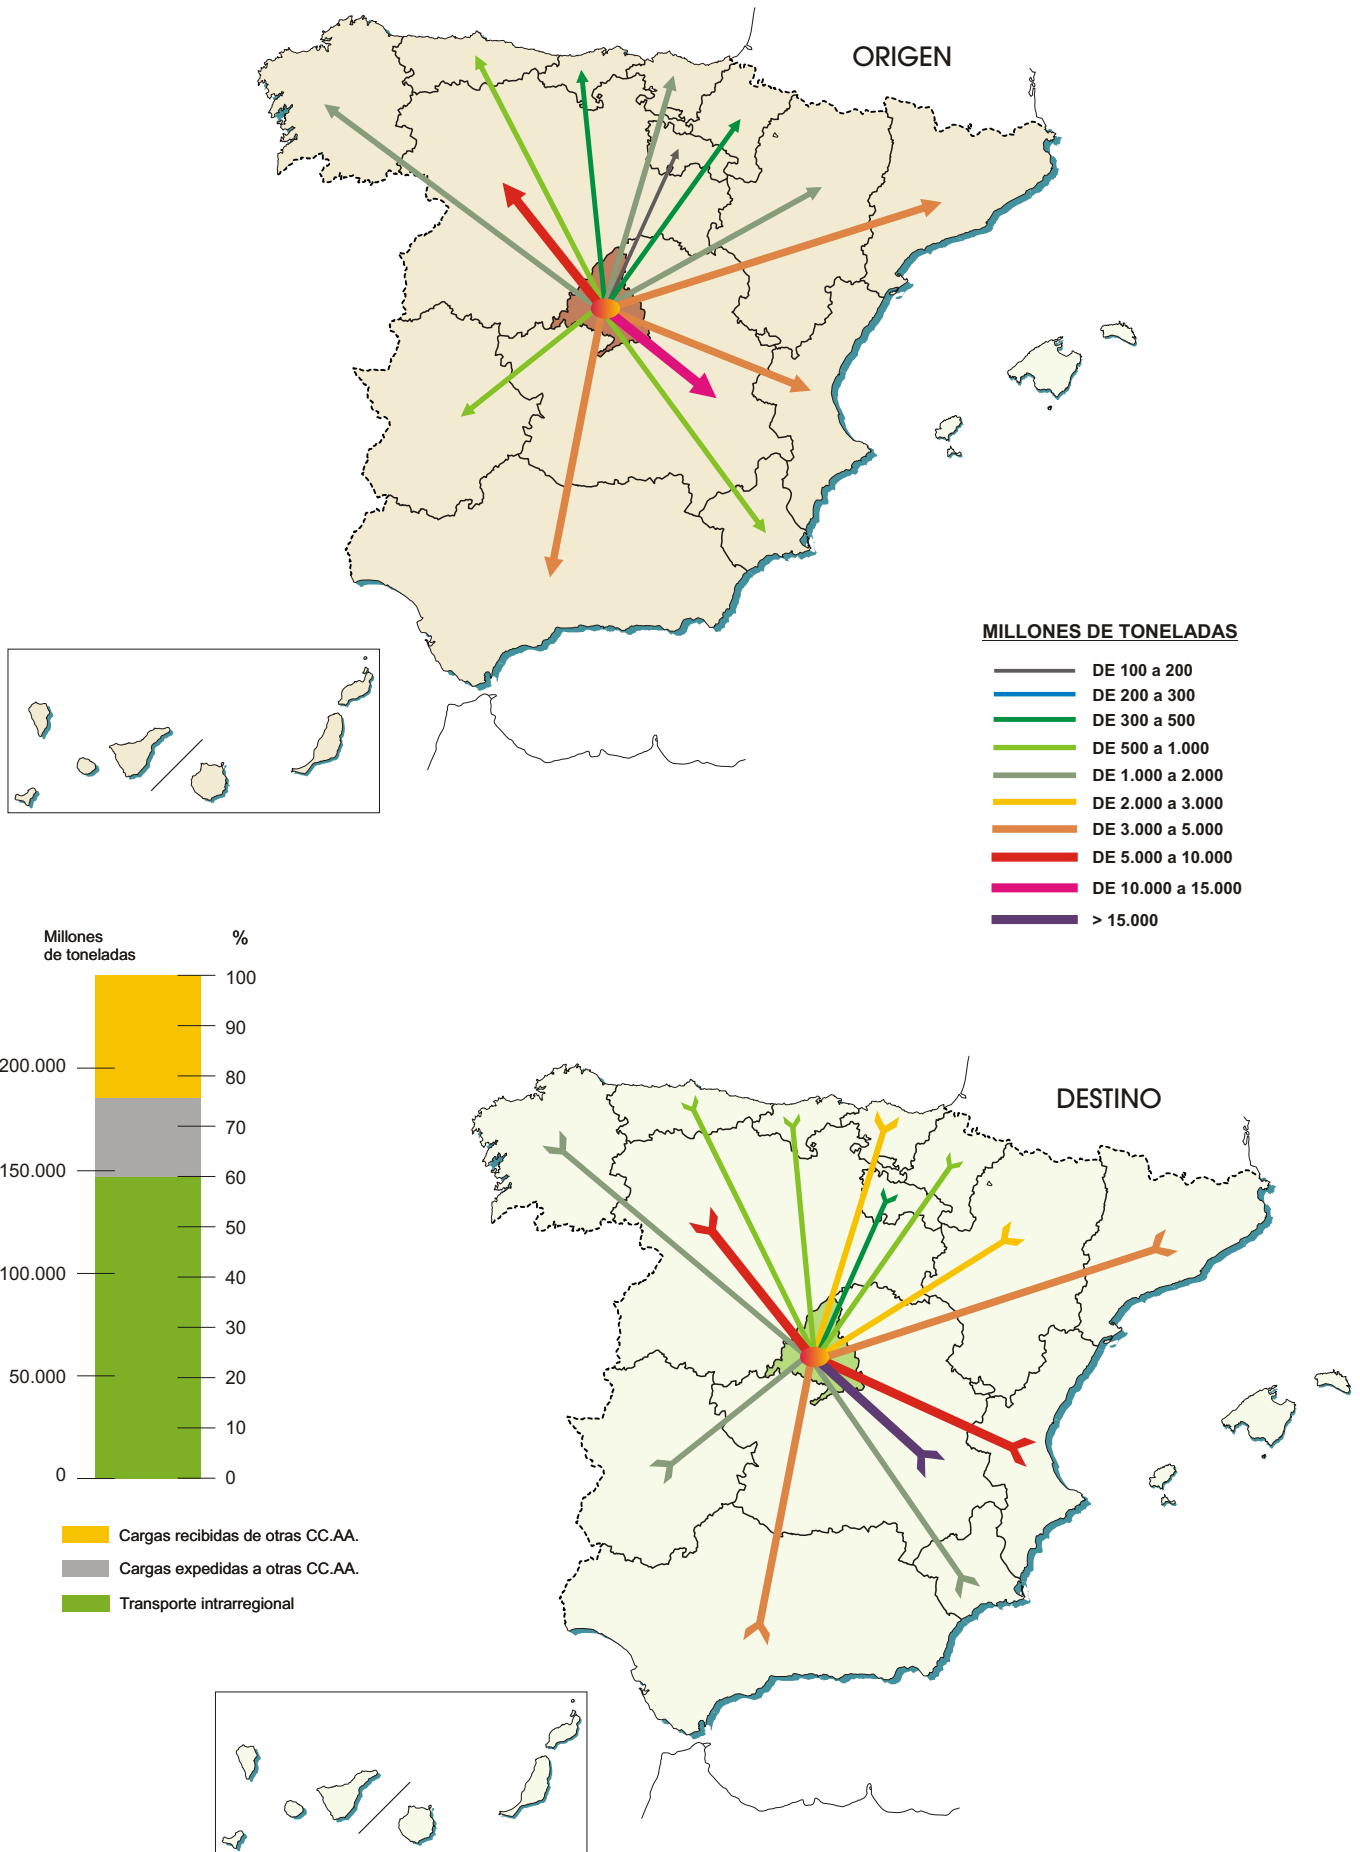 ORIGEN
MILLONES DE TONELADAS
DE 100 a 200
DE 200 a 300
DE 300 a 500
DE 500 a 1.000
DE 1.000 a 2.000
DE 2.000 a 3.000
DE 3.000 a 5.000
DE 5.000 a 10.000
DE 10.000 a 15.000
> 15.000
Millones
de toneladas
%
100
90
200.000
80
70
150.000
60
50
100.000
40
30
50.000
20
10
0
0
Cargas recibidas de otras CC.AA.
Cargas expedidas a otras CC.AA.
Transporte intrarregional
DESTINO